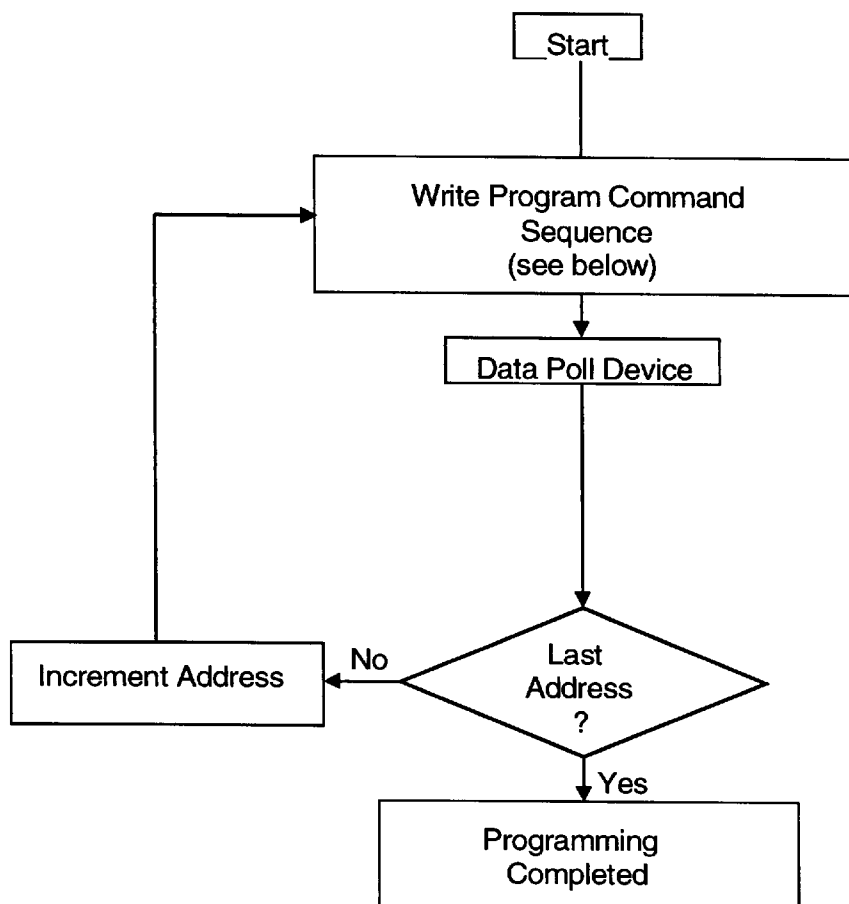 Start
Write Program Command
Sequence
(see below)
Data Poll Device
Increment Address
No
Last
Address
?
Yes
Programming
Completed